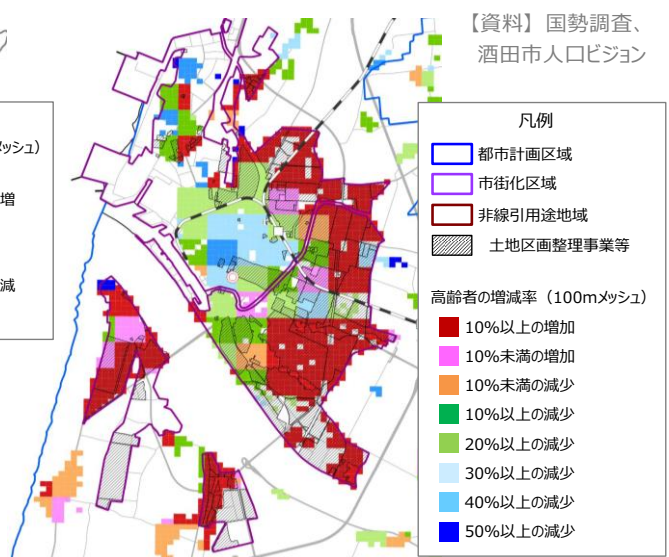 【資料】国勢調査、
酒田市人口ビジョン
メッシュ）
増
減
凡例
都市計画区域
市街化区域
非線引用途地域
土地区画整理事業等
高齢者の増減率（100mメッシュ）
10%以上の増加
10%未満の増加
10%未満の減少
10%以上の減少
20%以上の減少
30%以上の減少
40%以上の減少
50%以上の減少